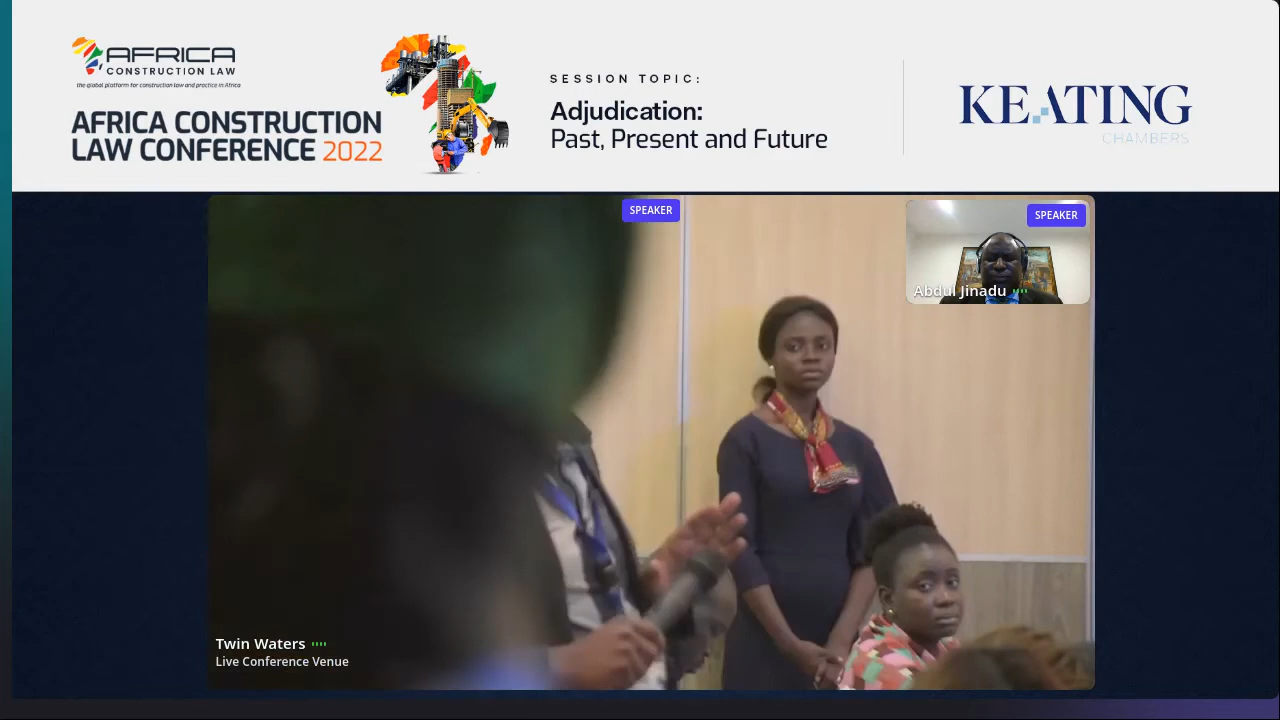 AFRICA
CONSTRUCTION LAW
The global platform for construction law and practice in Africa
AFRICA CONSTRUCTION
LAW CONFERENCE 2022
SESSION TOPIC:
Adjudication:
Past, Present and Future
KEATING
CHAMBERS
SPEAKER
SPEAKER
Abdul Jinadu
Twin Waters
Live Conference Venue